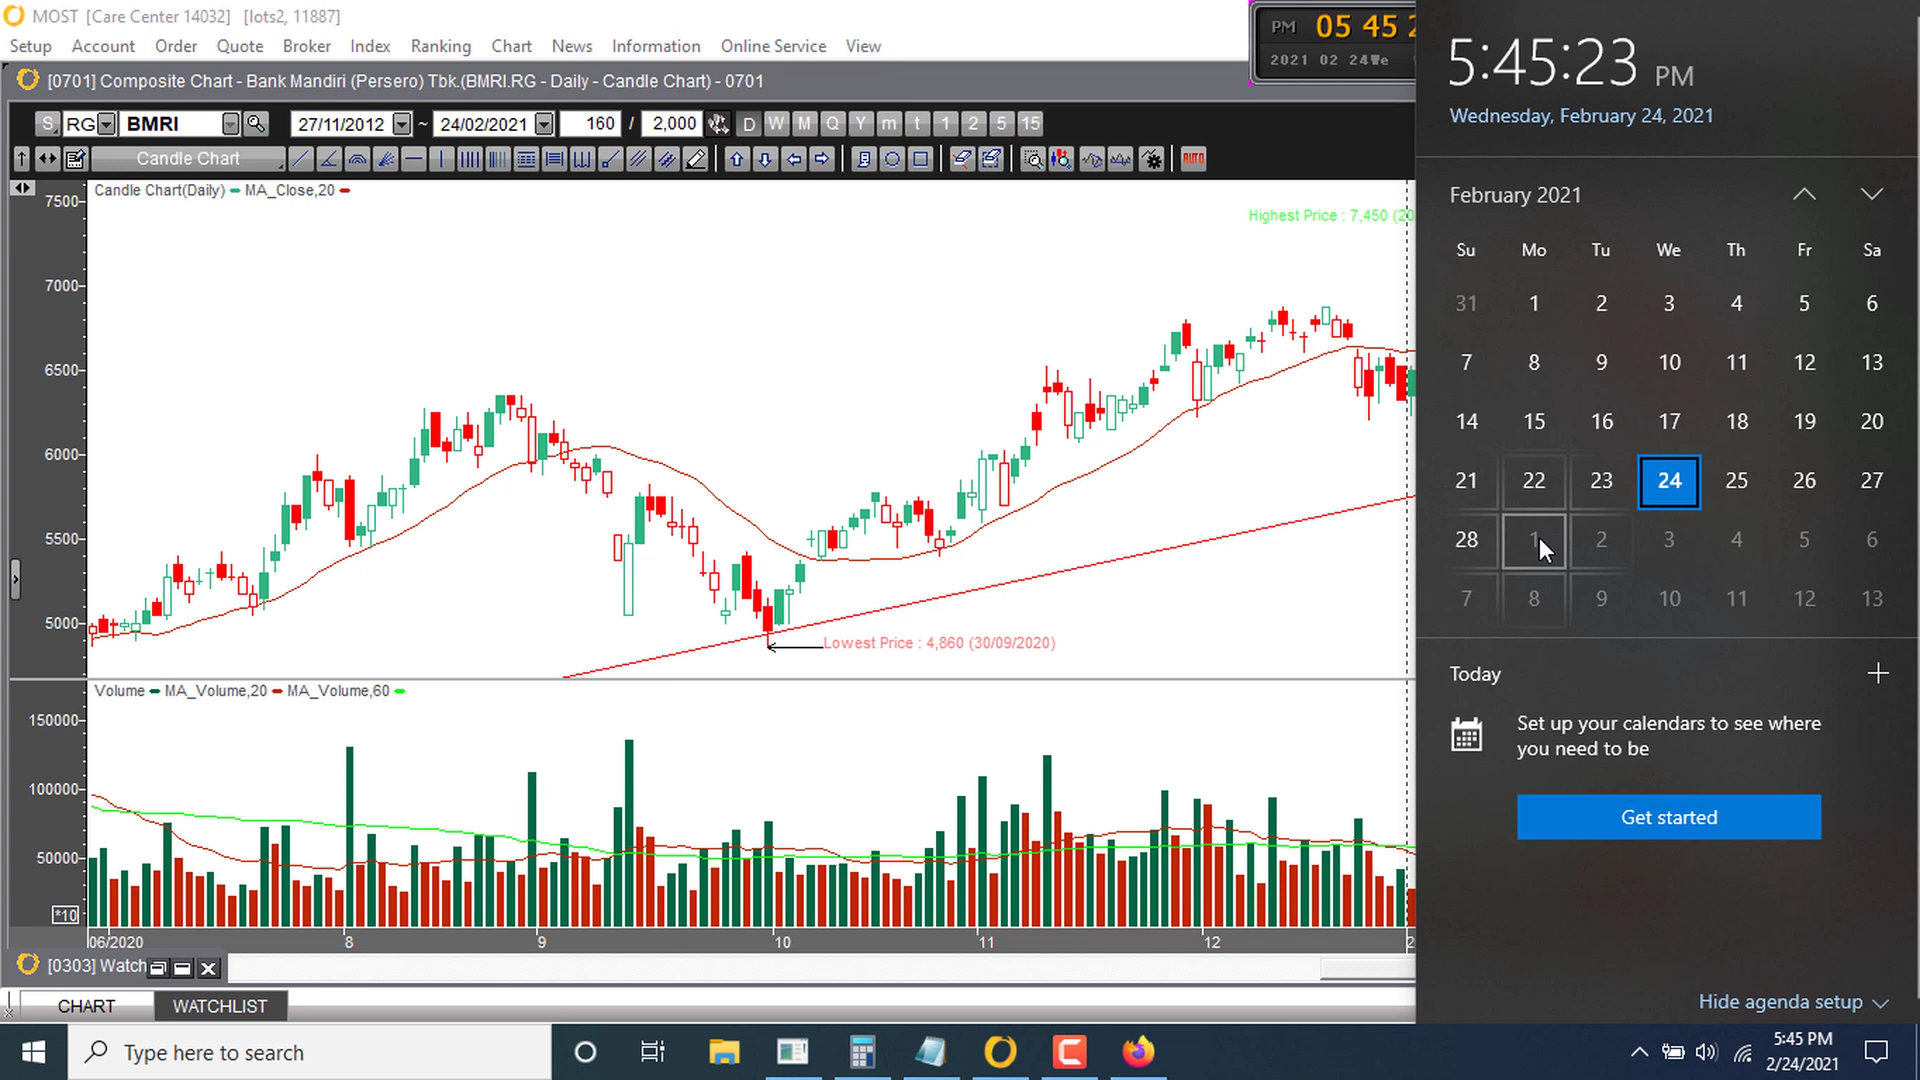 MOST [Care Center 14032] [lots2, 11887]
Setup Account Order Quote Broker Index Ranking Chart News Information Online Service View
PM 05 45 2
2021 02 24We
[0701] Composite Chart - Bank Mandiri (Persero) Tbk.(BMRI.RG - Daily - Candle Chart) - 0701
S RG BMRI 27/11/2012 ~ 24/02/2021 160 / 2,000 D W M Q Y m t 1 2 5 15
Candle Chart AUTO
Candle Chart(Daily) MA_Close,20
Highest Price : 7,450 (20
7500
7000
6500
6000
5500
5000
Lowest Price : 4,860 (30/09/2020)
Volume MA_Volume,20 MA_Volume,60
150000
100000
50000
*10
06/2020 8 9 10 11 12 2
[0303] Watch
CHART WATCHLIST
5:45:23 PM
Wednesday, February 24, 2021
February 2021
Su Mo Tu We Th Fr Sa
31 1 2 3 4 5 6
7 8 9 10 11 12 13
14 15 16 17 18 19 20
21 22 23 24 25 26 27
28 1 2 3 4 5 6
7 8 9 10 11 12 13
Today
Set up your calendars to see where
you need to be
Get started
Hide agenda setup
Type here to search
5:45 PM
2/24/2021